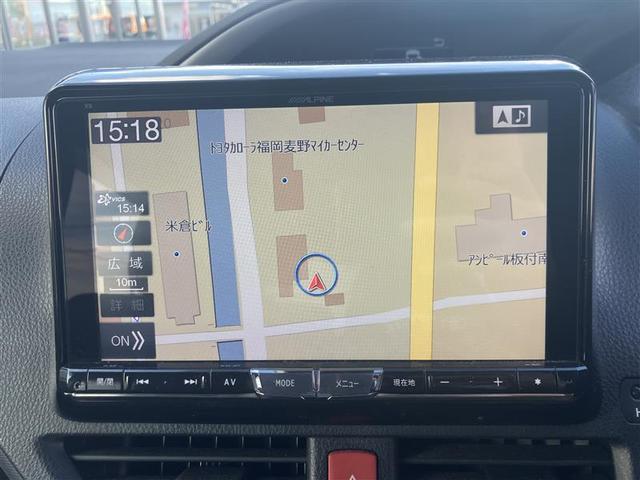 ALPINE
15:18
トヨタカローラ福岡麦野マイカーセンター
VICS
15:14
米倉ビル
アンピール板付南
広域
10m
詳細
ON
開/閉
AV
MODE
メニュー
現在地